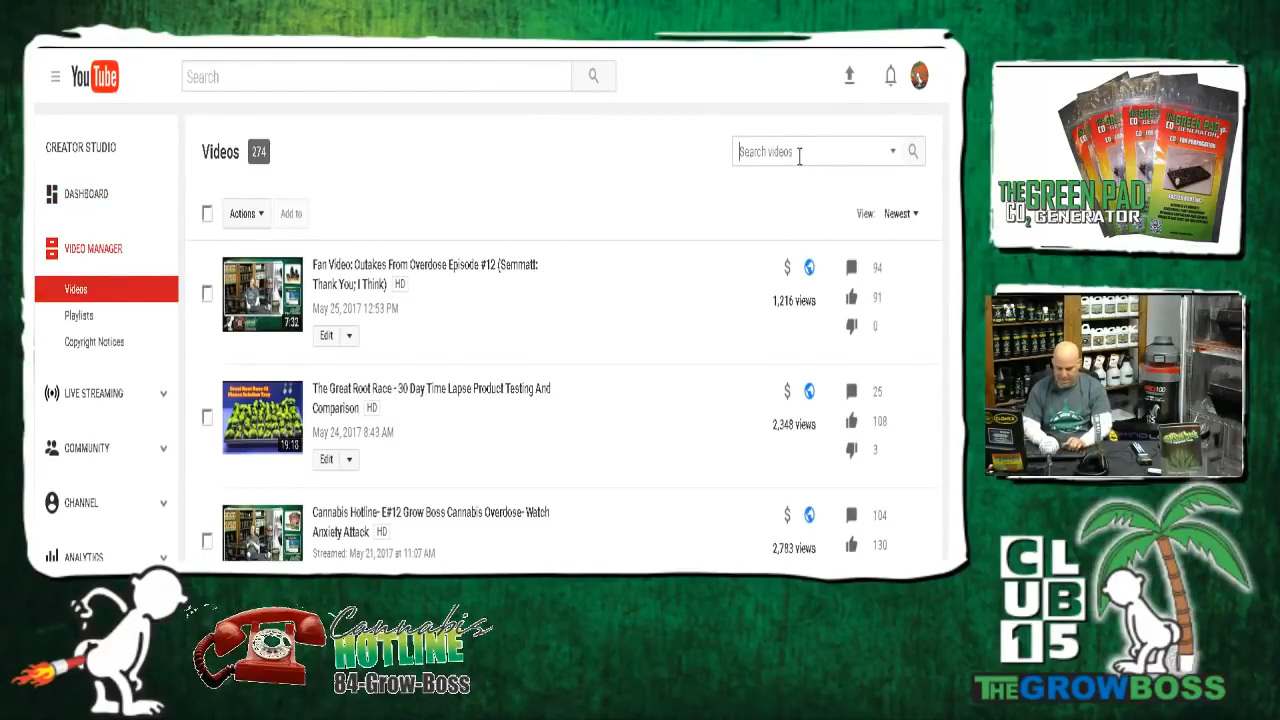 YouTube
Search
CREATOR STUDIO
DASHBOARD
VIDEO MANAGER
Videos
Playlists
Copyright Notices
LIVE STREAMING
COMMUNITY
CHANNEL
ANALYTICS
Videos 274
Search videos
Actions Add to
View: Newest
Fan Video: Outakes From Overdose Episode #12 (Semmatt:
Thank You; I Think) HD
May 25, 2017 12:53 PM
Edit
7:32
1,216 views
94
91
0
The Great Root Race - 30 Day Time Lapse Product Testing And
Comparison HD
May 24, 2017 8:43 AM
Edit
19:18
2,348 views
25
108
3
Cannabis Hotline- E#12 Grow Boss Cannabis Overdose- Watch
Anxiety Attack HD
Streamed: May 21, 2017 at 11:07 AM
2,783 views
104
130
THE GREEN PAD
CO2 GENERATOR
Cannabis
HOTLINE
84-Grow-Boss
CLUB15
THEGROWBOSS